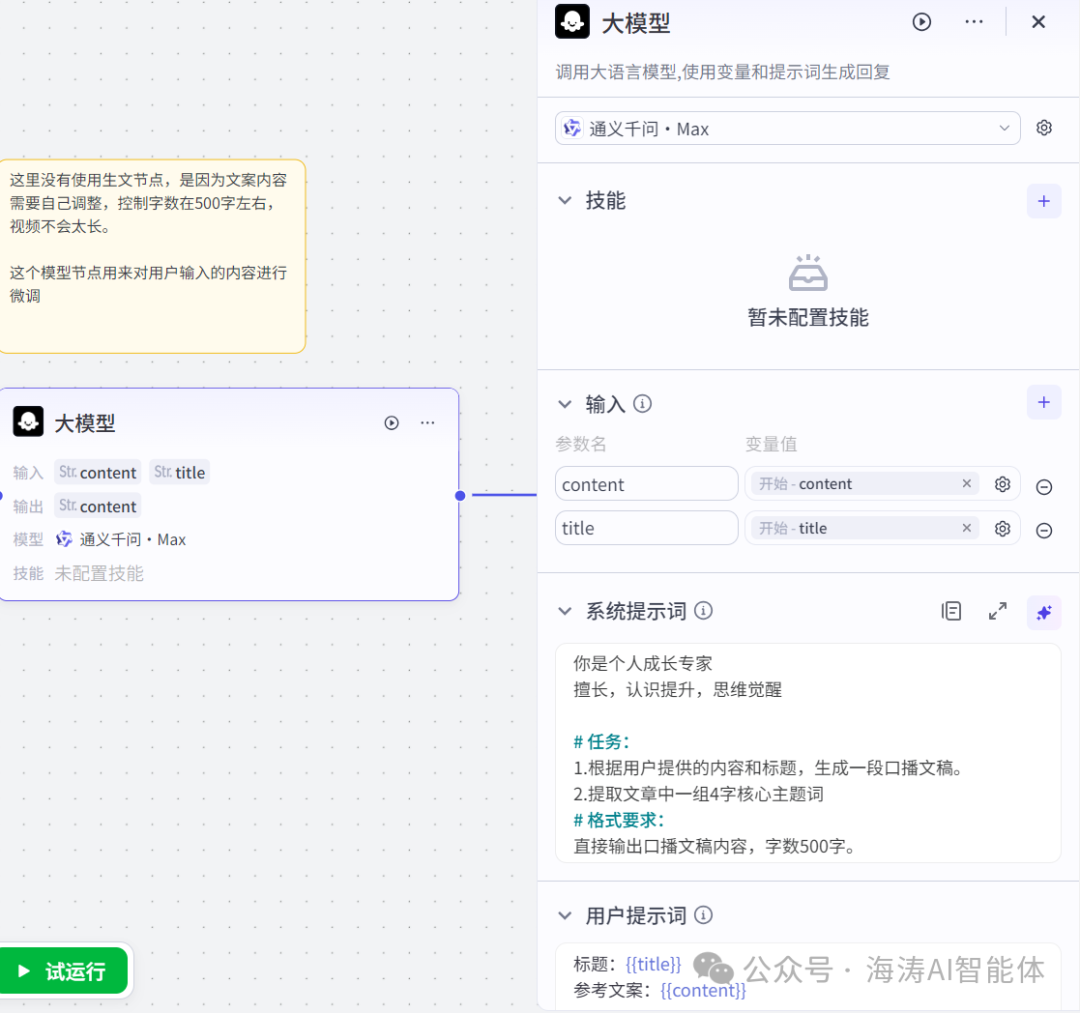 这里没有使用生文节点，是因为文案内容
需要自己调整，控制字数在500字左右，
视频不会太长。
这个模型节点用来对用户输入的内容进行
微调
大模型
输入 Str. content Str. title
输出 Str. content
模型 通义千问・Max
技能 未配置技能
试运行
大模型
调用大语言模型,使用变量和提示词生成回复
通义千问・Max
技能
暂未配置技能
输入
参数名 变量值
content 开始 - content
title 开始 - title
系统提示词
你是个人成长专家
擅长，认识提升，思维觉醒
# 任务：
1.根据用户提供的内容和标题，生成一段口播文稿。
2.提取文章中一组4字核心主题词
# 格式要求：
直接输出口播文稿内容，字数500字。
用户提示词
标题：{{title}}
参考文案：{{content}}
公众号 · 海涛AI智能体